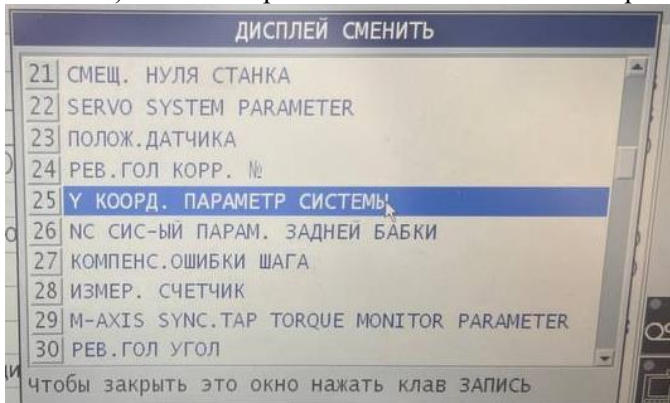 ДИСПЛЕЙ СМЕНИТЬ
21 СМЕЩ. НУЛЯ СТАНКА
22 SERVO SYSTEM PARAMETER
23 ПОЛОЖ.ДАТЧИКА
24 РЕВ.ГОЛ КОРР. №
25 Y КООРД. ПАРАМЕТР СИСТЕМЫ
26 NC СИС-ЫЙ ПАРАМ. ЗАДНЕЙ БАБКИ
27 КОМПЕНС.ОШИБКИ ШАГА
28 ИЗМЕР. СЧЕТЧИК
29 M-AXIS SYNC.TAP TORQUE MONITOR PARAMETER
30 РЕВ.ГОЛ УГОЛ
Чтобы закрыть это окно нажать клав ЗАПИСЬ